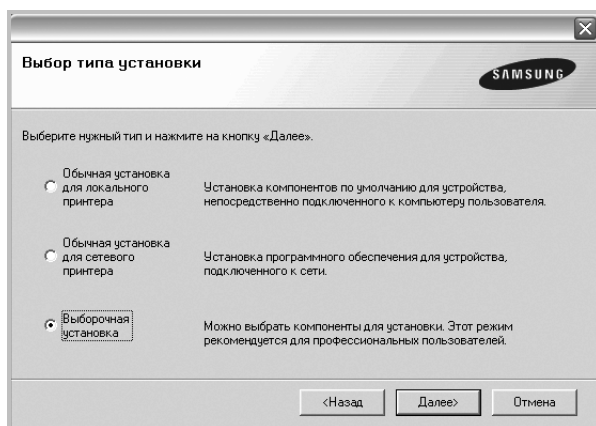 Выбор типа установки
SAMSUNG
Выберите нужный тип и нажмите на кнопку «Далее».
Обычная установка
для локального
принтера
Установка компонентов по умолчанию для устройства,
непосредственно подключенного к компьютеру пользователя.
Обычная установка
для сетевого
принтера
Установка программного обеспечения для устройства,
подключенного к сети.
Выборочная
установка
Можно выбрать компоненты для установки. Этот режим
рекомендуется для профессиональных пользователей.
<Назад
Далее>
Отмена